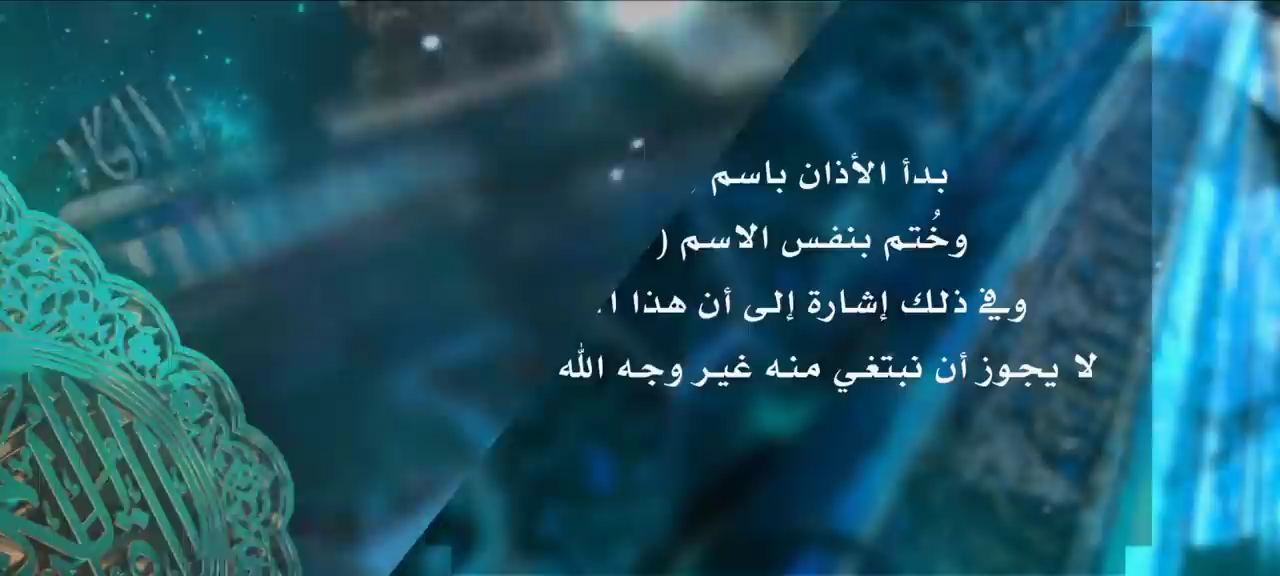 بدأ الأذان باسم
وخُتم بنفس الاسم (
وفي ذلك إشارة إلى أن هذا
لا يجوز أن نبتغي منه غير وجه الله